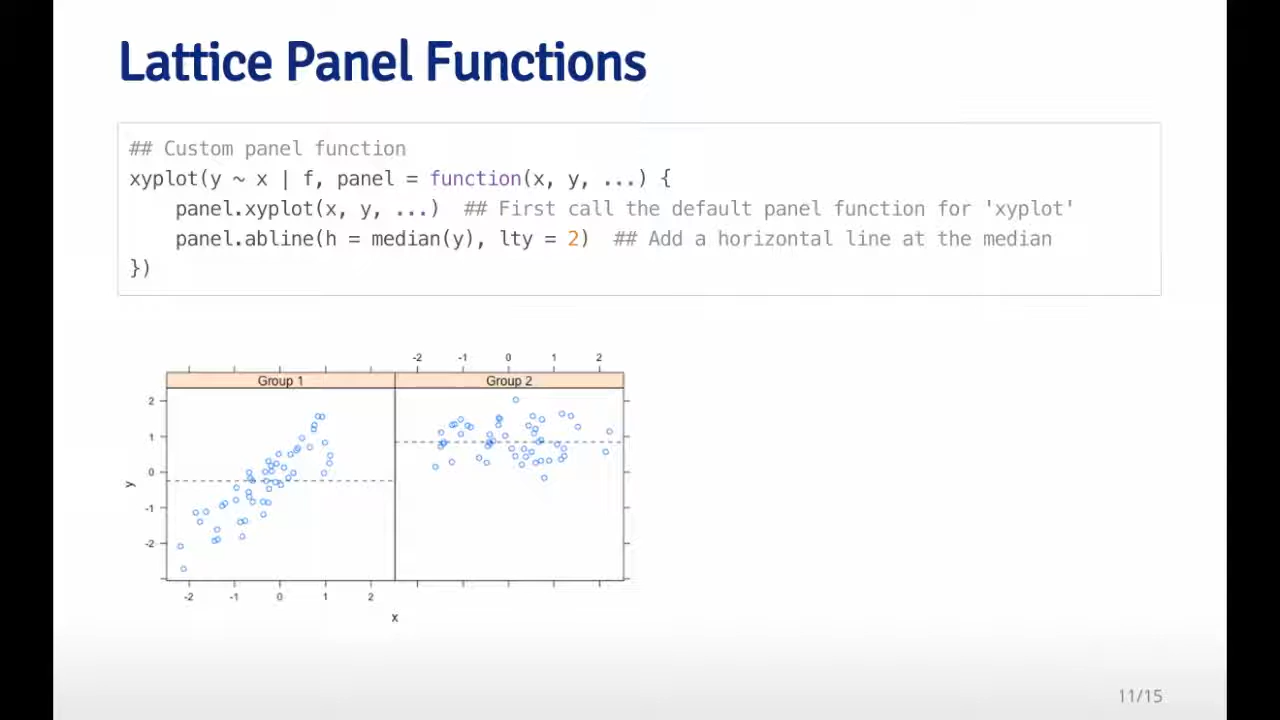 Lattice Panel Functions
## Custom panel function
xyplot(y ~ x | f, panel = function(x, y, ...) {
    panel.xyplot(x, y, ...)  ## First call the default panel function for 'xyplot'
    panel.abline(h = median(y), lty = 2)  ## Add a horizontal line at the median
})
-2 -1 0 1 2
Group 1 Group 2
2
1
0
y
-1
-2
-2 -1 0 1 2
x
11/15